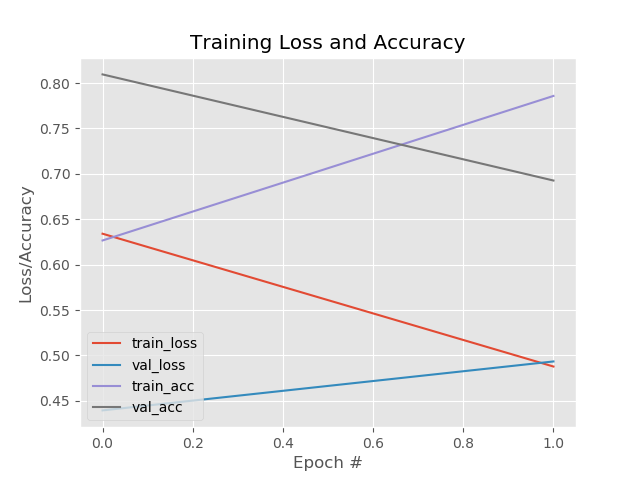 Training Loss and Accuracy
0.80
0.75
0.70
0.65
0.60
0.55
0.50
0.45
Loss/Accuracy
train_loss
val_loss
train_acc
val_acc
0.0 0.2 0.4 0.6 0.8 1.0
Epoch #